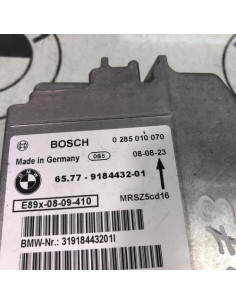 BOSCH 0 285 010 070
Made in Germany 085 08-08-23
65.77 - 9184432-01
MRSZ5cd16
E89x-08-09-410
BMW-Nr.: 31918443201I